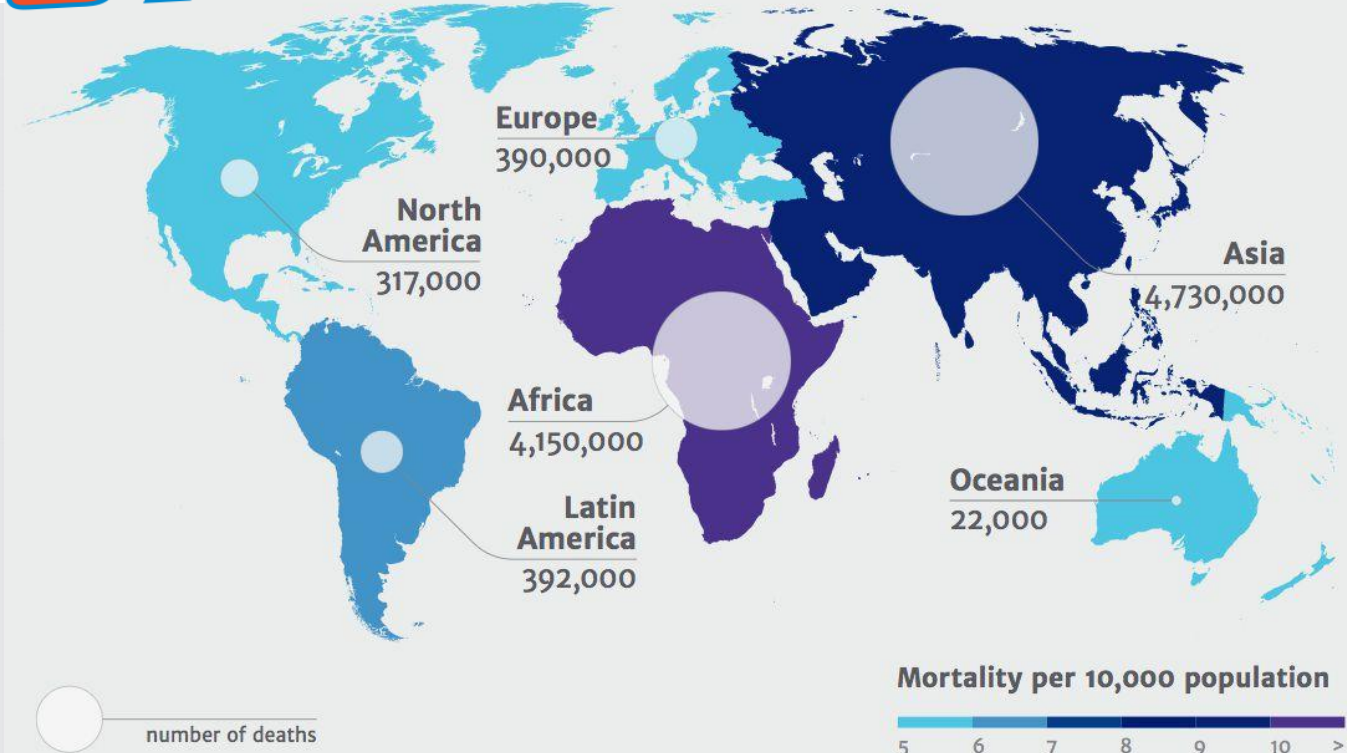 Europe
390,000
North
America
317,000
Asia
4,730,000
Africa
4,150,000
Latin
America
392,000
Oceania
22,000
Mortality per 10,000 population
5 6 7 8 9 10 >
number of deaths